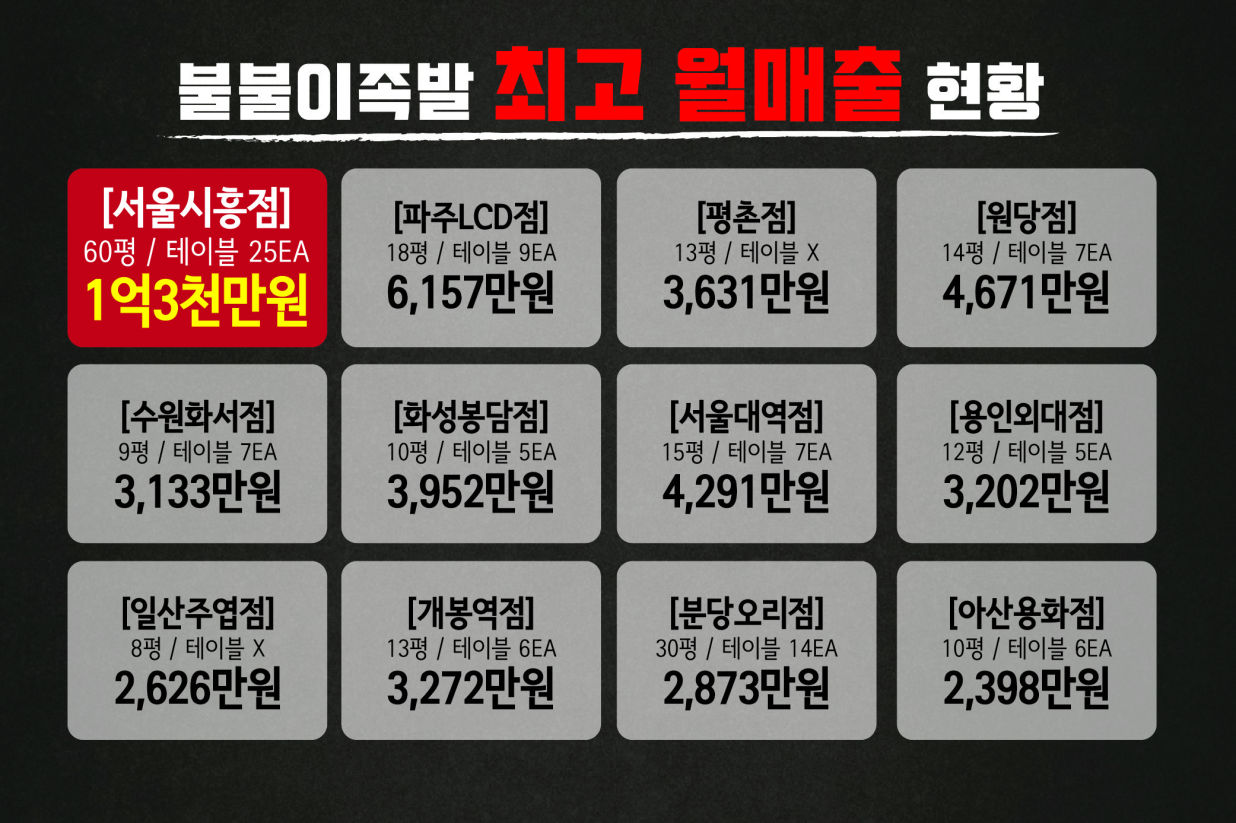 불불이족발 최고 월매출 현황
[서울시흥점]
60평 / 테이블 25EA
1억3천만원
[파주LCD점]
18평 / 테이블 9EA
6,157만원
[평촌점]
13평 / 테이블 X
3,631만원
[원당점]
14평 / 테이블 7EA
4,671만원
[수원화서점]
9평 / 테이블 7EA
3,133만원
[화성봉담점]
10평 / 테이블 5EA
3,952만원
[서울대역점]
15평 / 테이블 7EA
4,291만원
[용인외대점]
12평 / 테이블 5EA
3,202만원
[일산주엽점]
8평 / 테이블 X
2,626만원
[개봉역점]
13평 / 테이블 6EA
3,272만원
[분당오리점]
30평 / 테이블 14EA
2,873만원
[아산용화점]
10평 / 테이블 6EA
2,398만원